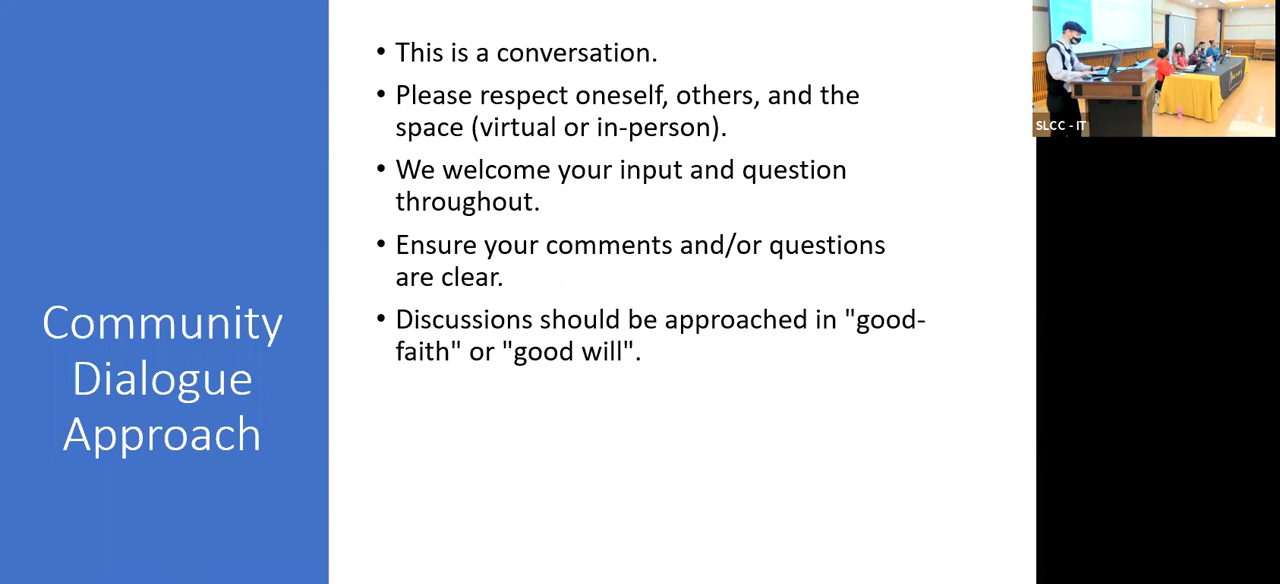 Community
Dialogue
Approach
• This is a conversation.
• Please respect oneself, others, and the
space (virtual or in-person).
• We welcome your input and question
throughout.
• Ensure your comments and/or questions
are clear.
• Discussions should be approached in "good-
faith" or "good will".
SLCC - IT